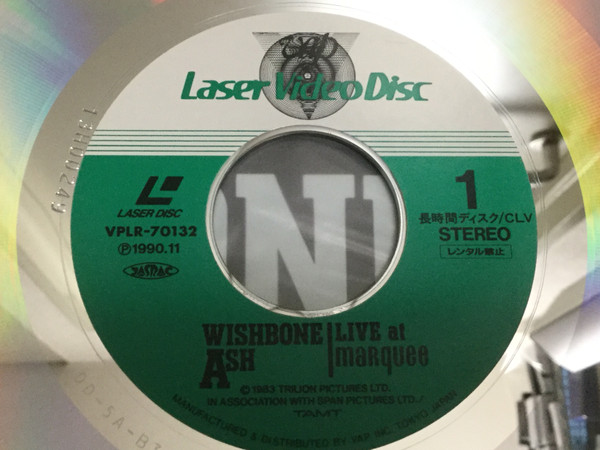 Laser Video Disc
LASER DISC
VPLR-70132
Ⓟ1990.11
JASRAC
1
長時間ディスク/CLV
STEREO
レンタル禁止
WISHBONE ASH
LIVE at marquee
© 1983 TRILION PICTURES LTD.
IN ASSOCIATION WITH SPAN PICTURES LTD./
MANUFACTURED & DISTRIBUTED BY VAP INC. TOKYO JAPAN